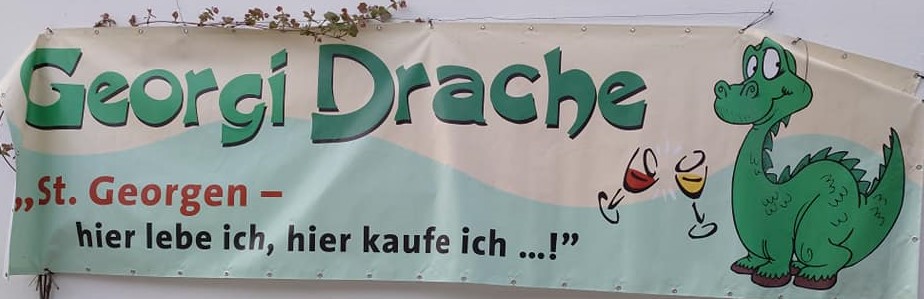 Georgi Drache
„St. Georgen –
hier lebe ich, hier kaufe ich ...!”